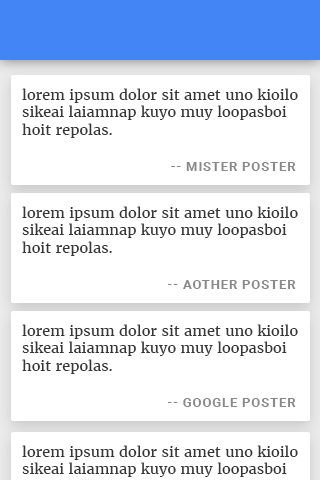 lorem ipsum dolor sit amet uno kioilo
sikeai laiamnap kuyo muy loopasboi
hoit repolas.
-- MISTER POSTER
lorem ipsum dolor sit amet uno kioilo
sikeai laiamnap kuyo muy loopasboi
hoit repolas.
-- AOTHER POSTER
lorem ipsum dolor sit amet uno kioilo
sikeai laiamnap kuyo muy loopasboi
hoit repolas.
-- GOOGLE POSTER
lorem ipsum dolor sit amet uno kioilo
sikeai laiamnap kuyo muy loopasboi